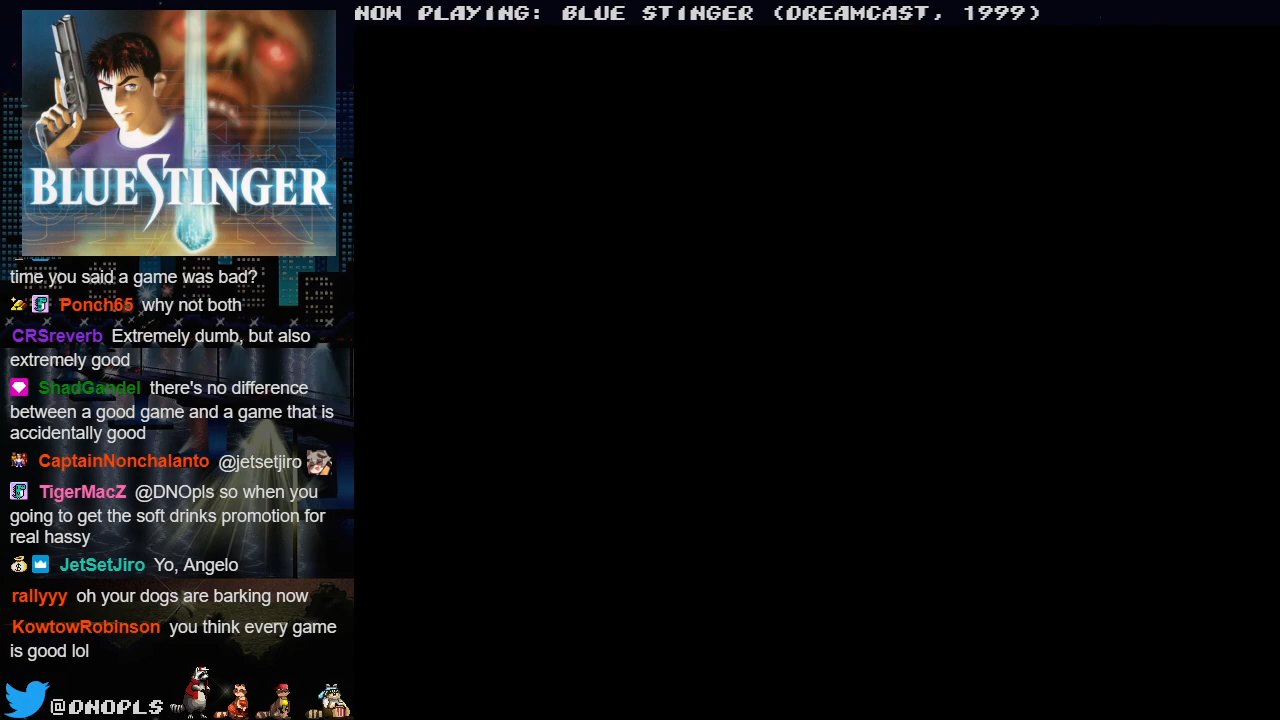 NOW PLAYING: BLUE STINGER (DREAMCAST, 1999)
BLUE STINGER
time you said a game was bad?
Ponch65 why not both
CRSreverb Extremely dumb, but also
extremely good
ShadGandel there's no difference
between a good game and a game that is
accidentally good
CaptainNonchalanto @jetsetjiro
TigerMacZ @DNOpls so when you
going to get the soft drinks promotion for
real hassy
JetSetJiro Yo, Angelo
rallyyy oh your dogs are barking now
KowtowRobinson you think every game
is good lol
@DNOPLS